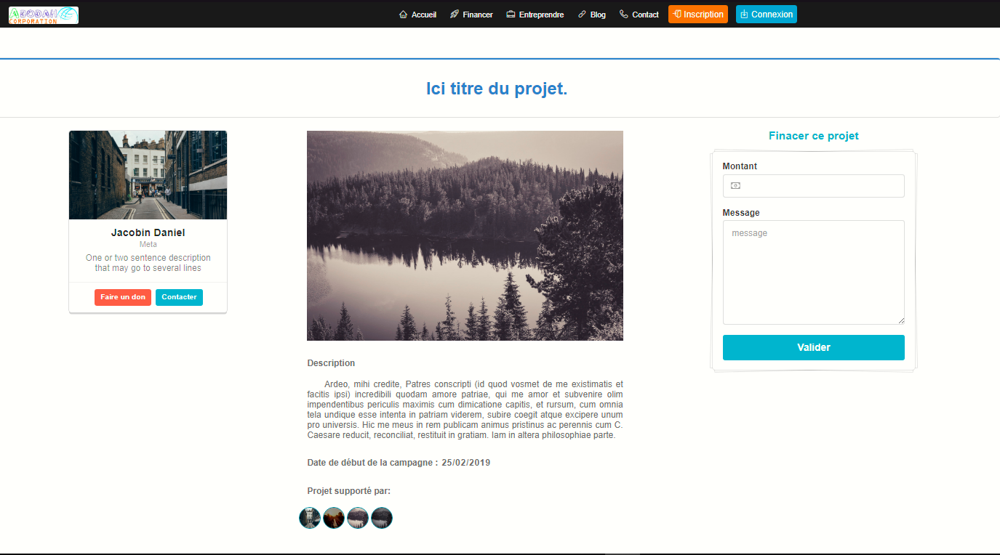 ABODAH
CORPORATION
Accueil Financer Entreprendre Blog Contact Inscription Connexion
Ici titre du projet.
Jacobin Daniel
Meta
One or two sentence description
that may go to several lines
Faire un don Contacter
Description
Ardeo, mihi credite, Patres conscripti (id quod vosmet de me existimatis et
facitis ipsi) incredibili quodam amore patriae, qui me amor et subvenire olim
impendentibus periculis maximis cum dimicatione capitis, et rursum, cum omnia
tela undique esse intenta in patriam viderem, subire coegit atque excipere unum
pro universis. Hic me meus in rem publicam animus pristinus ac perennis cum C.
Caesare reducit, reconciliat, restituit in gratiam. Iam in altera philosophiae parte.
Date de début de la campagne : 25/02/2019
Projet supporté par:
Finacer ce projet
Montant
Message
message
Valider